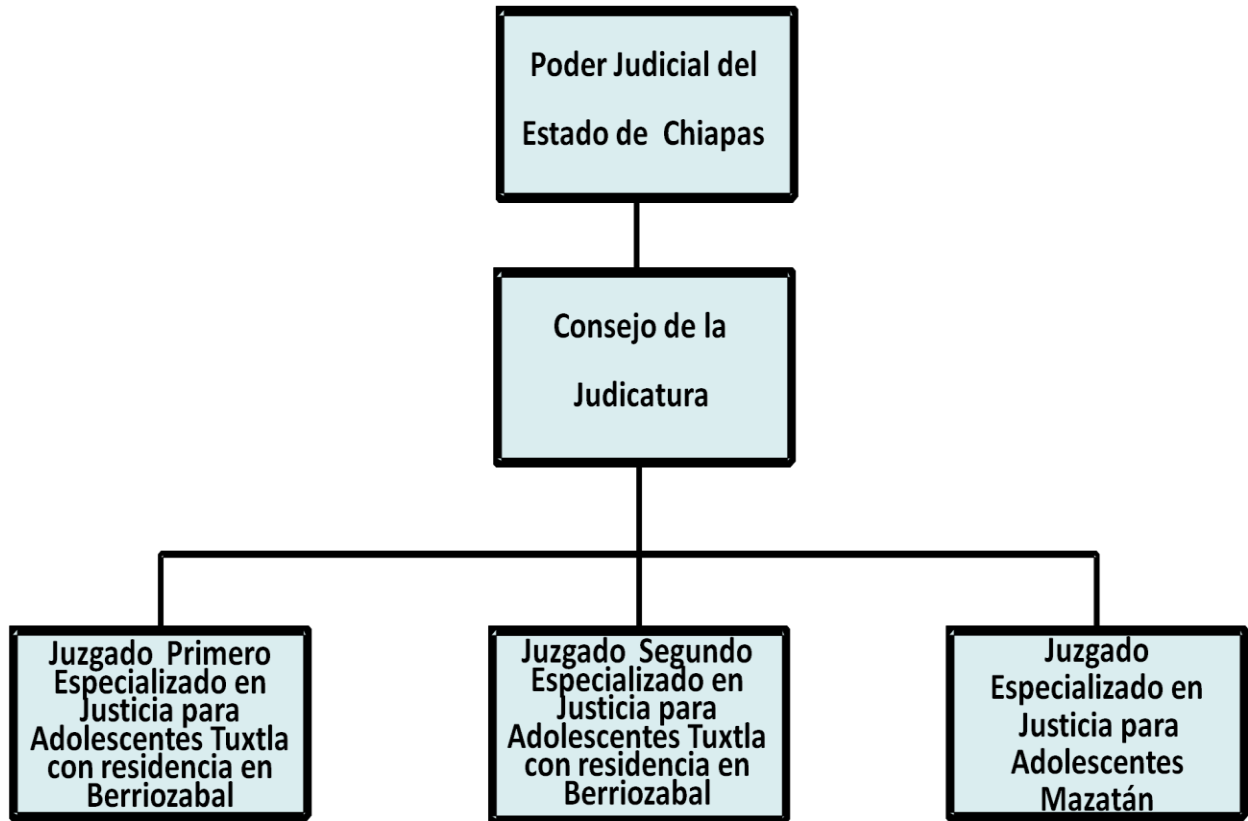 Poder Judicial del
Estado de Chiapas
Consejo de la
Judicatura
Juzgado Primero
Especializado en
Justicia para
Adolescentes Tuxtla
con residencia en
Berriozabal
Juzgado Segundo
Especializado en
Justicia para
Adolescentes Tuxtla
con residencia en
Berriozabal
Juzgado
Especializado en
Justicia para
Adolescentes
Mazatán